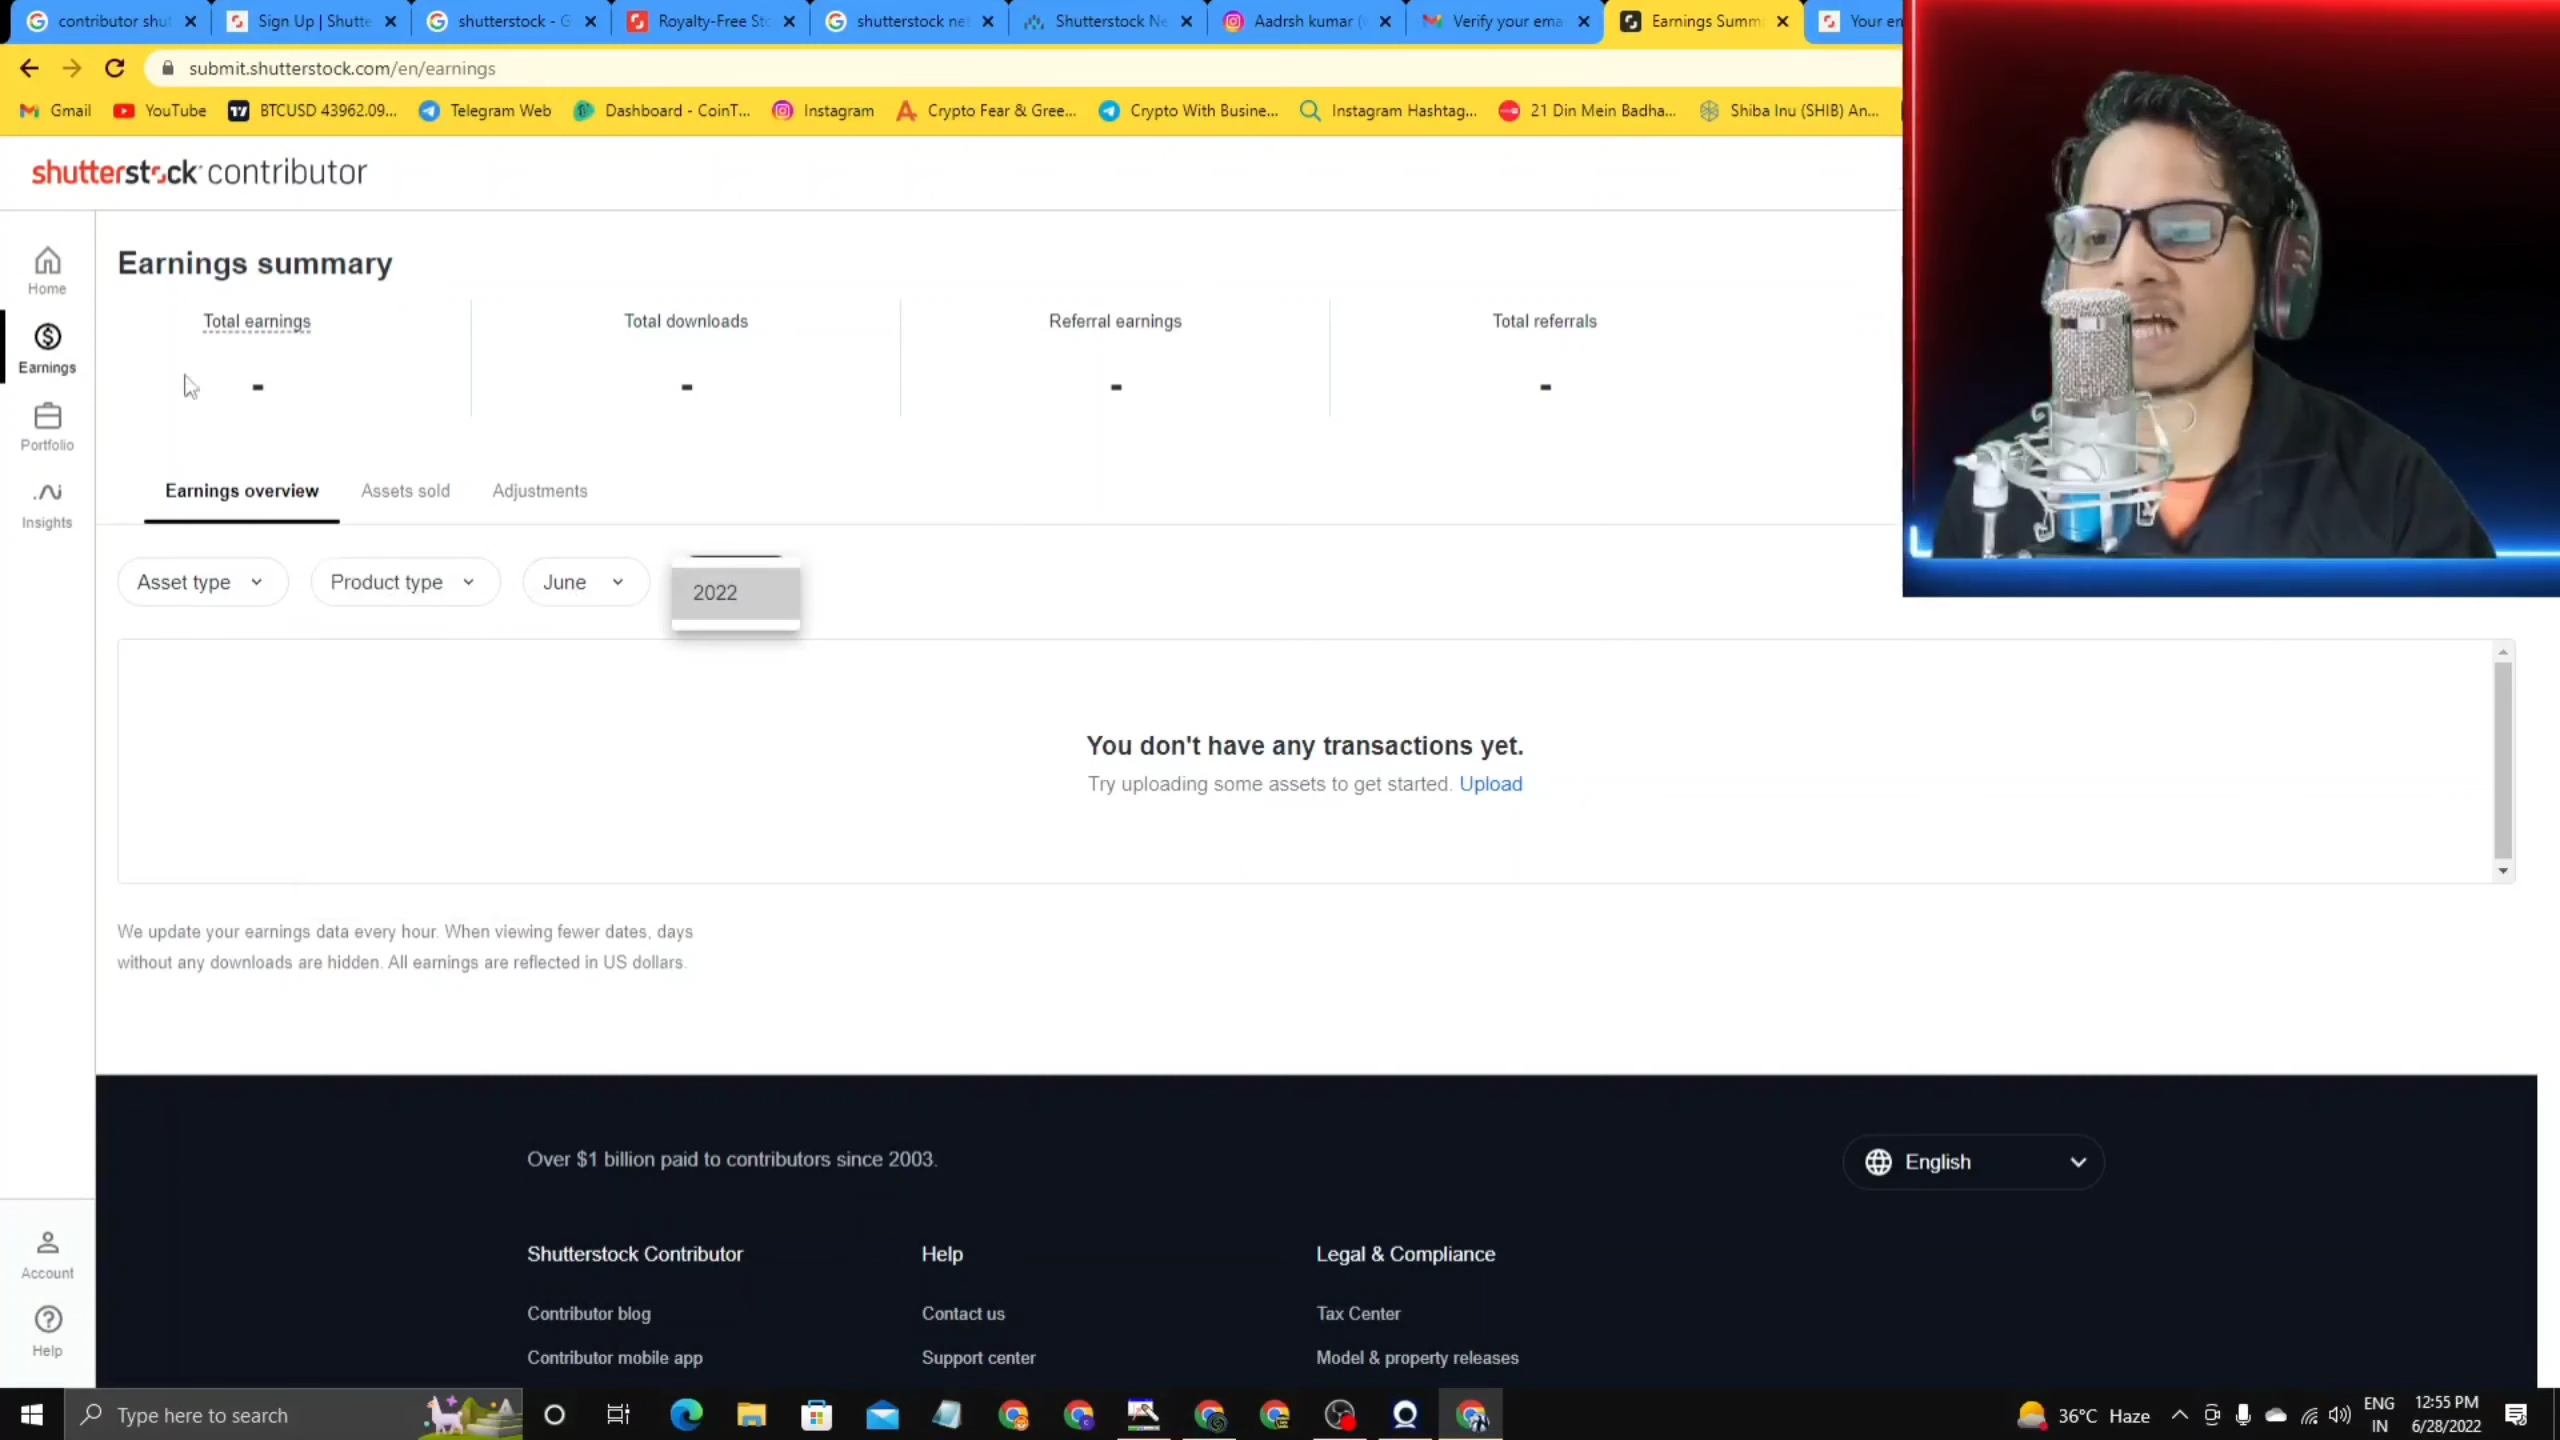 contributor shut
Sign Up | Shutte
shutterstock - G
Royalty-Free Sto
shutterstock net
Shutterstock Ne
Aadrsh kumar (
Verify your ema
Earnings Summ
Your en
submit.shutterstock.com/en/earnings
Gmail
YouTube
BTCUSD 43962.09...
Telegram Web
Dashboard - CoinT...
Instagram
Crypto Fear & Gree...
Crypto With Busine...
Instagram Hashtag...
21 Din Mein Badha...
Shiba Inu (SHIB) An...
shutterstock contributor
Home
Earnings
Portfolio
Insights
Earnings summary
Total earnings
Total downloads
Referral earnings
Total referrals
-
-
-
-
Earnings overview
Assets sold
Adjustments
Asset type
Product type
June
2022
You don't have any transactions yet.
Try uploading some assets to get started. Upload
We update your earnings data every hour. When viewing fewer dates, days
without any downloads are hidden. All earnings are reflected in US dollars.
Over $1 billion paid to contributors since 2003.
English
Shutterstock Contributor
Help
Legal & Compliance
Contributor blog
Contact us
Tax Center
Contributor mobile app
Support center
Model & property releases
Account
Help
Type here to search
36°C Haze
ENG
IN
12:55 PM
6/28/2022